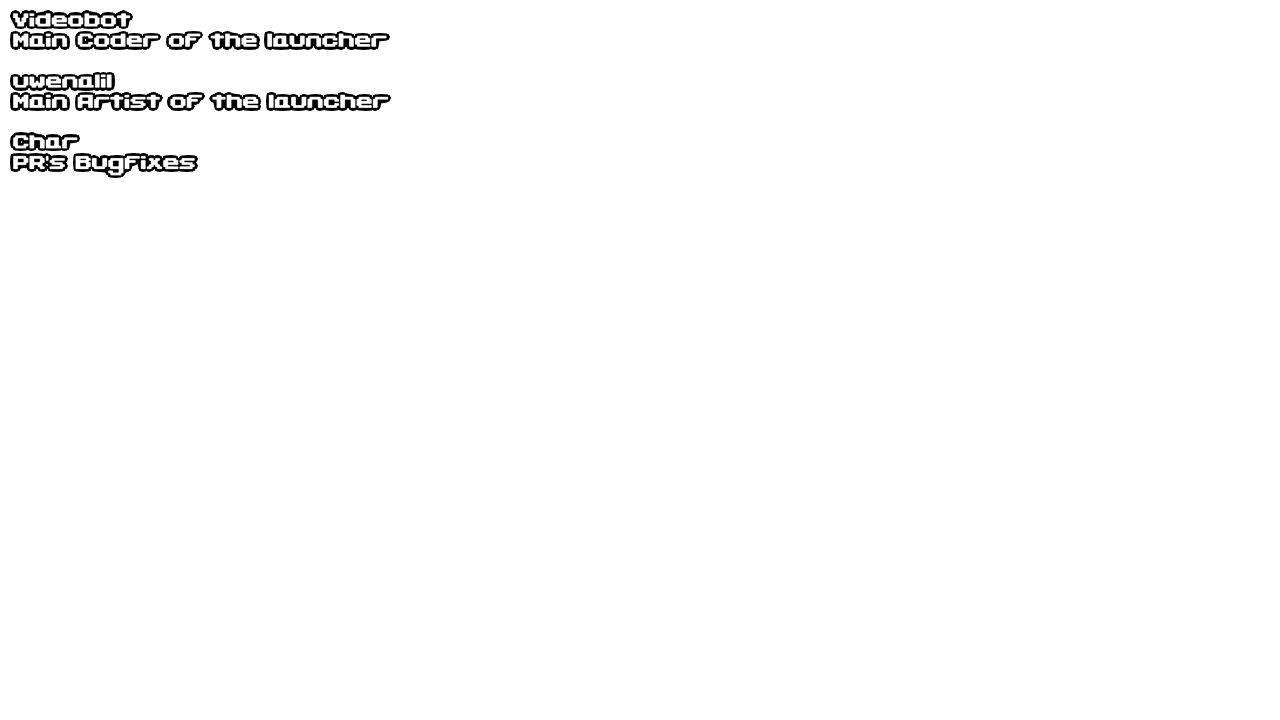 Videobot
Main Coder of the launcher
uwenalil
Main Artist of the launcher
Char
PR's BugFixes